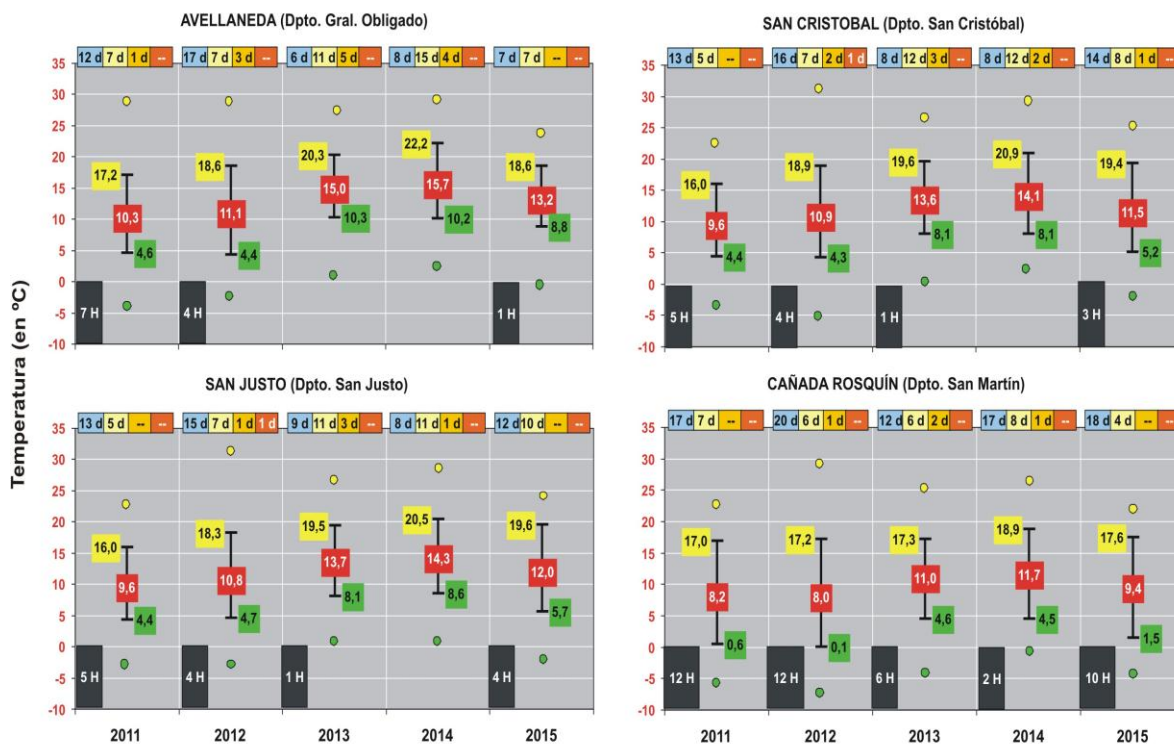 AVELLANEDA (Dpto. Gral. Obligado)
12 d 7 d 1 d -- 17 d 7 d 3 d -- 6 d 11 d 5 d -- 8 d 15 d 4 d -- 7 d 7 d -- --
35
30
25
20
15
10
5
0
-5
-10
17,2 18,6 20,3 22,2 18,6
10,3 11,1 15,0 15,7 13,2
4,6 4,4 10,3 10,2 8,8
7 H 4 H 1 H
SAN CRISTOBAL (Dpto. San Cristóbal)
13 d 5 d -- -- 16 d 7 d 2 d 1 d 8 d 12 d 3 d -- 8 d 12 d 2 d -- 14 d 8 d 1 d --
35
30
25
20
15
10
5
0
-5
-10
16,0 18,9 19,6 20,9 19,4
9,6 10,9 13,6 14,1 11,5
4,4 4,3 8,1 8,1 5,2
5 H 4 H 1 H 3 H
Temperatura (en ºC)
SAN JUSTO (Dpto. San Justo)
13 d 5 d -- -- 15 d 7 d 1 d 1 d 9 d 11 d 3 d -- 8 d 11 d 1 d -- 12 d 10 d -- --
35
30
25
20
15
10
5
0
-5
-10
16,0 18,3 19,5 20,5 19,6
9,6 10,8 13,7 14,3 12,0
4,4 4,7 8,1 8,6 5,7
5 H 4 H 1 H 4 H
2011 2012 2013 2014 2015
CAÑADA ROSQUÍN (Dpto. San Martín)
17 d 7 d -- -- 20 d 6 d 1 d -- 12 d 6 d 2 d -- 17 d 8 d 1 d -- 18 d 4 d -- --
35
30
25
20
15
10
5
0
-5
-10
17,0 17,2 17,3 18,9 17,6
8,2 8,0 11,0 11,7 9,4
0,6 0,1 4,6 4,5 1,5
12 H 12 H 6 H 2 H 10 H
2011 2012 2013 2014 2015